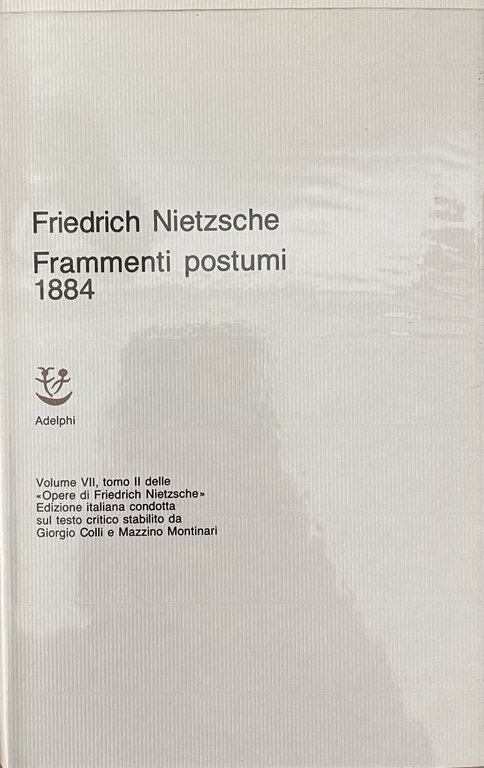 Friedrich Nietzsche
Frammenti postumi
1884
Adelphi
Volume VII, tomo II delle
«Opere di Friedrich Nietzsche»
Edizione italiana condotta
sul testo critico stabilito da
Giorgio Colli e Mazzino Montinari